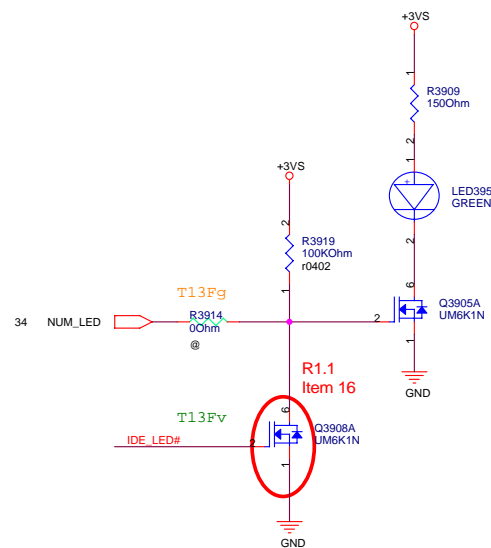 +3VS
1
R3909
150Ohm
2
1
+
LED395
GREEN
2
+3VS
2
R3919
100KOhm
r0402
1
T13Fg
34 NUM_LED
R3914
0Ohm
@
6
2
Q3905A
UM6K1N
1
GND
R1.1
Item 16
T13Fv
IDE_LED#
6
2
Q3908A
UM6K1N
1
GND